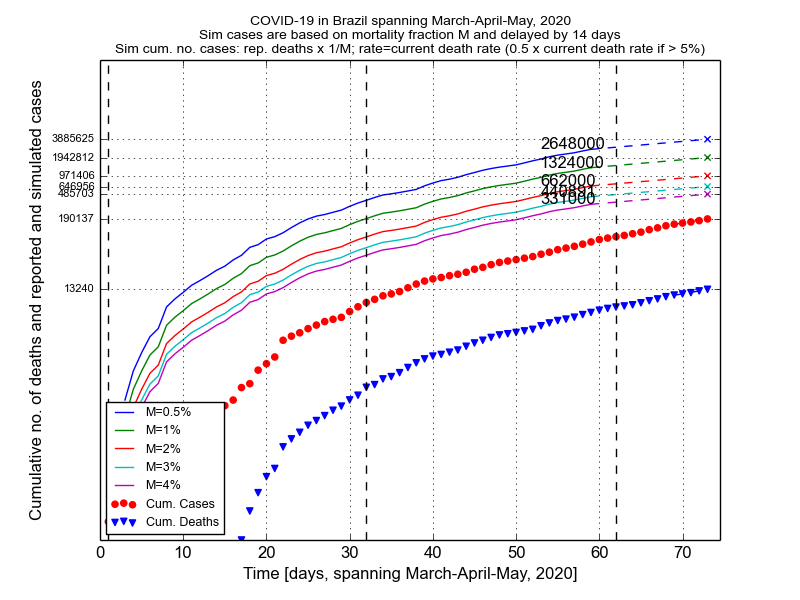 COVID-19 in Brazil spanning March-April-May, 2020
Sim cases are based on mortality fraction M and delayed by 14 days
Sim cum. no. cases: rep. deaths x 1/M; rate=current death rate (0.5 x current death rate if > 5%)
Cumulative no. of deaths and reported and simulated cases
3885625
1942812
971406
646956
485703
190137
13240
2648000
1324000
662000
331000
M=0.5%
M=1%
M=2%
M=3%
M=4%
Cum. Cases
Cum. Deaths
0 10 20 30 40 50 60 70
Time [days, spanning March-April-May, 2020]